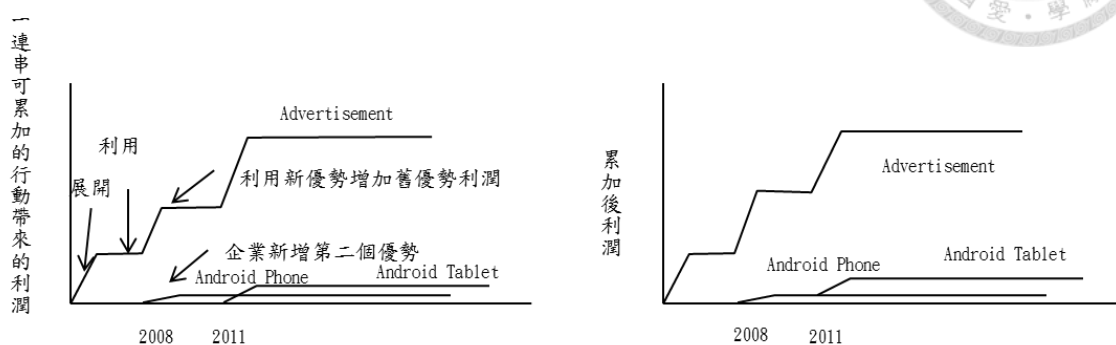 一連串可累加的行動帶來的利潤
展開
利用
Advertisement
利用新優勢增加舊優勢利潤
企業新增第二個優勢
Android Phone
Android Tablet
2008
2011
累加後利潤
Advertisement
Android Phone
Android Tablet
2008
2011
愛·學